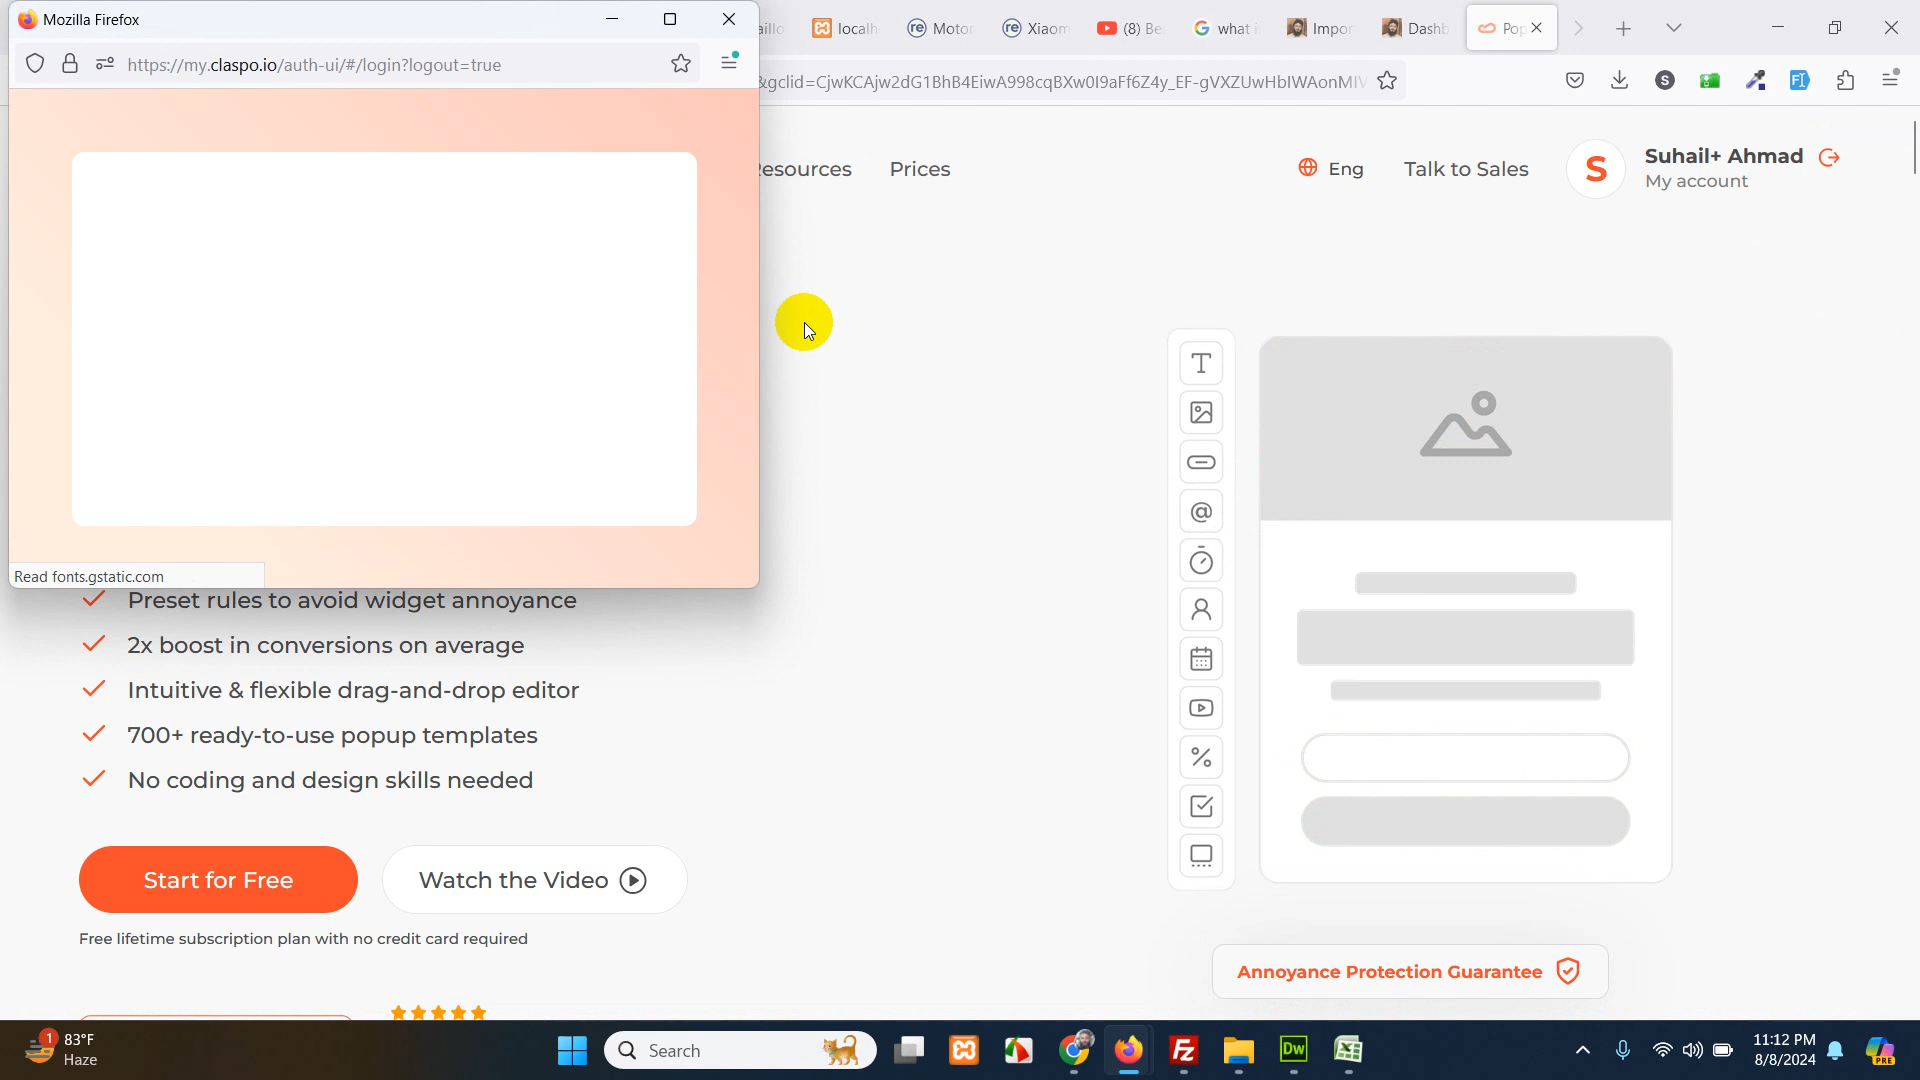 Mozilla Firefox
https://my.claspo.io/auth-ui/#/login?logout=true
localh
Motor
Xiaom
(8) Be
what i
Impor
Dashb
Pop
&gclid=CjwKCAjw2dG1BhB4EiwA998cqBXw0I9aFf6Z4y_EF-gVXZUwHbIWAonMIV
Resources
Prices
Eng
Talk to Sales
S
Suhail+ Ahmad
My account
Read fonts.gstatic.com
Preset rules to avoid widget annoyance
2x boost in conversions on average
Intuitive & flexible drag-and-drop editor
700+ ready-to-use popup templates
No coding and design skills needed
Start for Free
Watch the Video
Free lifetime subscription plan with no credit card required
Annoyance Protection Guarantee
1
83°F
Haze
Search
11:12 PM
8/8/2024